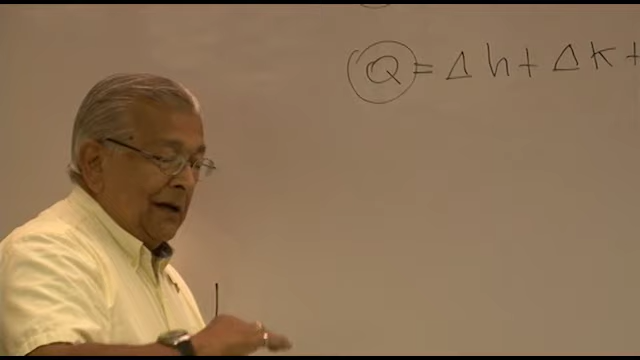 Q = Δh + Δk +